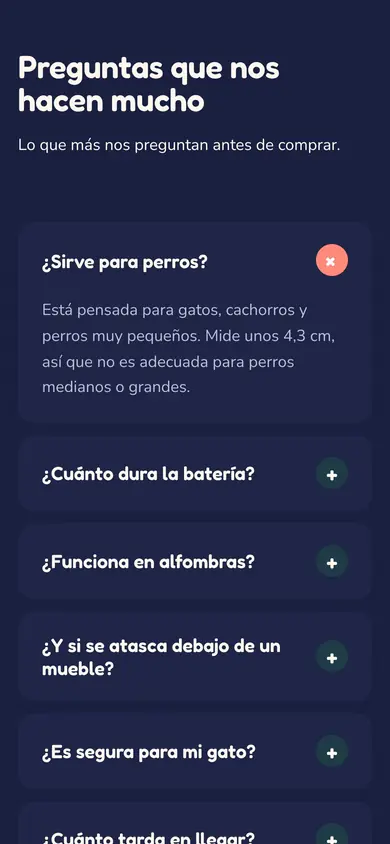 Preguntas que nos
hacen mucho
Lo que más nos preguntan antes de comprar.
¿Sirve para perros?
Está pensada para gatos, cachorros y
perros muy pequeños. Mide unos 4,3 cm,
así que no es adecuada para perros
medianos o grandes.
¿Cuánto dura la batería?
¿Funciona en alfombras?
¿Y si se atasca debajo de un
mueble?
¿Es segura para mi gato?
¿Cuánto tarda en llegar?